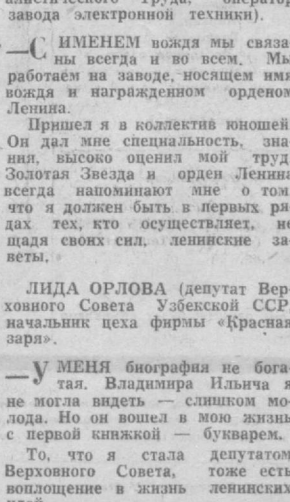 алистического Труда, оператор
завода электронной техники).
—С ИМЕНЕМ вождя мы связа-
ны всегда и во всем. Мы
работаем на заводе, носящем имя
вождя и награжденном орденом
Ленина.
Пришел я в коллектив юношей
Он дал мне специальность, зна-
ния, высоко оценил мой труд
Золотая Звезда и орден Ленина
всегда напоминают мне о том
что я должен быть в первых ря-
дах тех, кто осуществляет, не
щадя своих сил, ленинские за-
веты.
ЛИДА ОРЛОВА (депутат Вер-
ховного Совета Узбекской ССР
начальник цеха фирмы «Красная
заря».
—У МЕНЯ биография не бога-
тая. Владимира Ильича я
не могла видеть — слишком мо-
лода. Но он вошел в мою жизнь
с первой книжкой — букварем.
То, что я стала депутатом
Верховного Совета, тоже есть
воплощение в жизнь ленинских